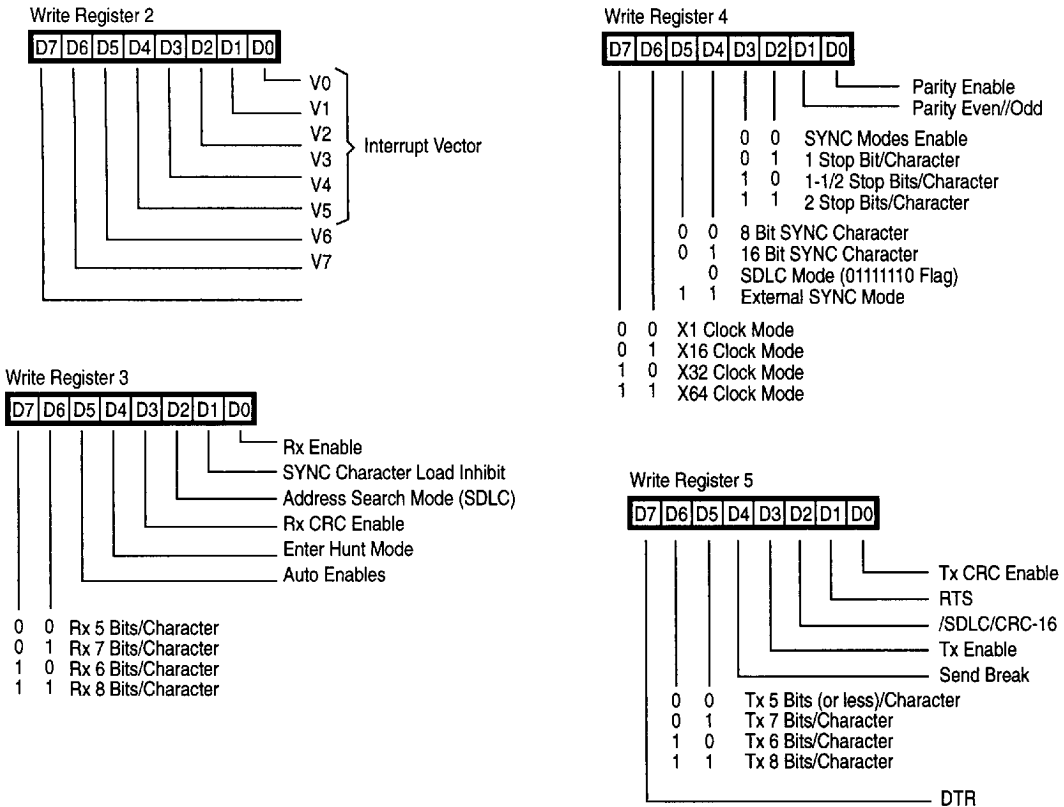 Write Register 2
D7 D6 D5 D4 D3 D2 D1 D0
V0
V1
V2
V3
V4
V5
V6
V7
Interrupt Vector
Write Register 3
D7 D6 D5 D4 D3 D2 D1 D0
Rx Enable
SYNC Character Load Inhibit
Address Search Mode (SDLC)
Rx CRC Enable
Enter Hunt Mode
Auto Enables
0 0 Rx 5 Bits/Character
0 1 Rx 7 Bits/Character
1 0 Rx 6 Bits/Character
1 1 Rx 8 Bits/Character
Write Register 4
D7 D6 D5 D4 D3 D2 D1 D0
Parity Enable
Parity Even//Odd
0 0 SYNC Modes Enable
0 1 1 Stop Bit/Character
1 0 1-1/2 Stop Bits/Character
1 1 2 Stop Bits/Character
0 0 8 Bit SYNC Character
0 1 16 Bit SYNC Character
0 SDLC Mode (01111110 Flag)
1 1 External SYNC Mode
0 0 X1 Clock Mode
0 1 X16 Clock Mode
1 0 X32 Clock Mode
1 1 X64 Clock Mode
Write Register 5
D7 D6 D5 D4 D3 D2 D1 D0
Tx CRC Enable
RTS
/SDLC/CRC-16
Tx Enable
Send Break
0 0 Tx 5 Bits (or less)/Character
0 1 Tx 7 Bits/Character
1 0 Tx 6 Bits/Character
1 1 Tx 8 Bits/Character
DTR